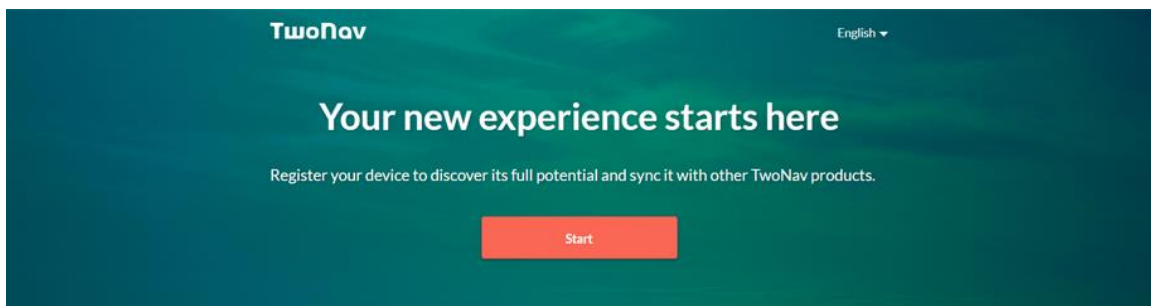 TwoNav
English
Your new experience starts here
Register your device to discover its full potential and sync it with other TwoNav products.
Start